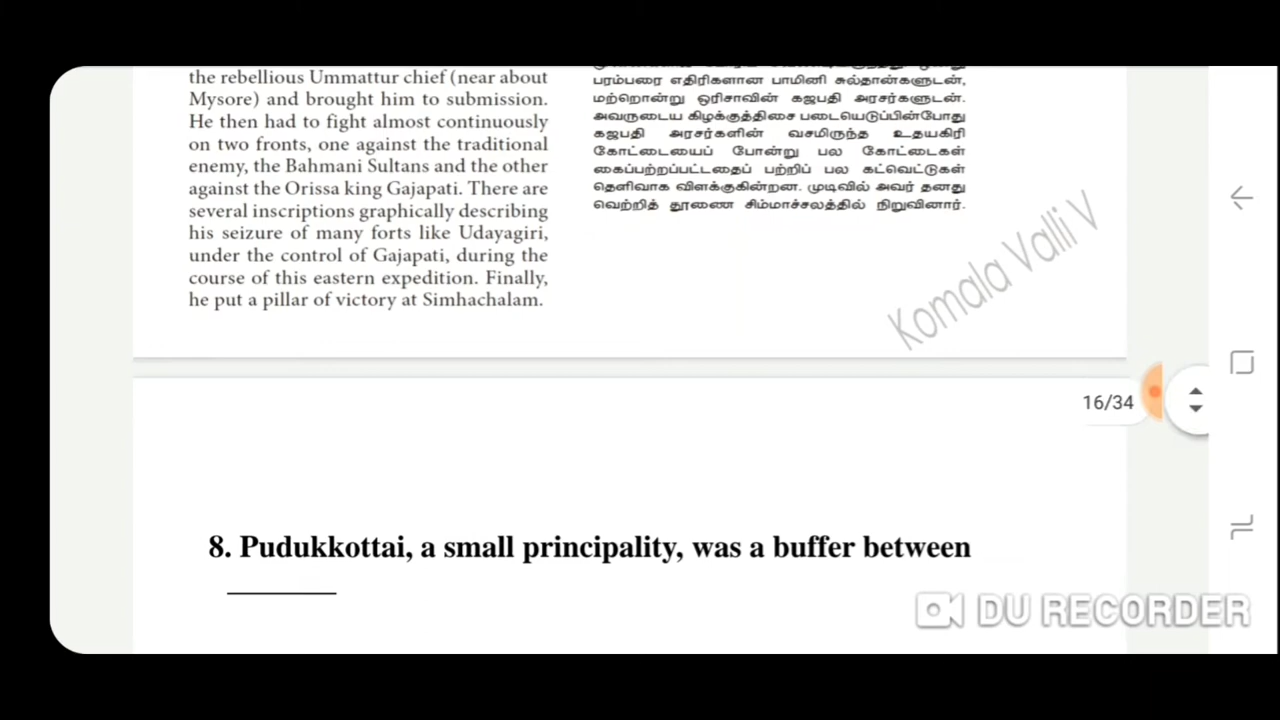 the rebellious Ummattur chief (near about
Mysore) and brought him to submission.
He then had to fight almost continuously
on two fronts, one against the traditional
enemy, the Bahmani Sultans and the other
against the Orissa king Gajapati. There are
several inscriptions graphically describing
his seizure of many forts like Udayagiri,
under the control of Gajapati, during the
course of this eastern expedition. Finally,
he put a pillar of victory at Simhachalam.
பரம்பரை எதிரிகளான பாமினி சுல்தான்களுடன்,
மற்றொன்று ஒரிசாவின் கஜபதி அரசர்களுடன்.
அவருடைய கிழக்குத்திசை படையெடுப்பின்போது
கஜபதி அரசர்களின் வசமிருந்த உதயகிரி
கோட்டையைப் போன்று பல கோட்டைகள்
கைப்பற்றப்பட்டதைப் பற்றிப் பல கட்வெட்டுகள்
தெளிவாக விளக்குகின்றன. முடிவில் அவர் தனது
வெற்றித் தூணை சிம்மாச்சலத்தில் நிறுவினார்.
Komala Valli V
16/34
8. Pudukkottai, a small principality, was a buffer between
DU RECORDER